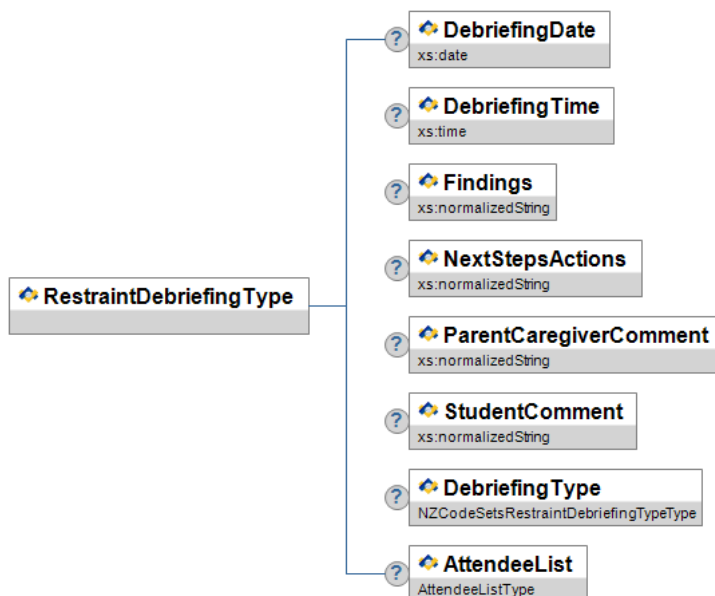 RestraintDebriefingType
?
DebriefingDate
xs:date
?
DebriefingTime
xs:time
?
Findings
xs:normalizedString
?
NextStepsActions
xs:normalizedString
?
ParentCaregiverComment
xs:normalizedString
?
StudentComment
xs:normalizedString
?
DebriefingType
NZCodeSetsRestraintDebriefingTypeType
?
AttendeeList
AttendeeListType